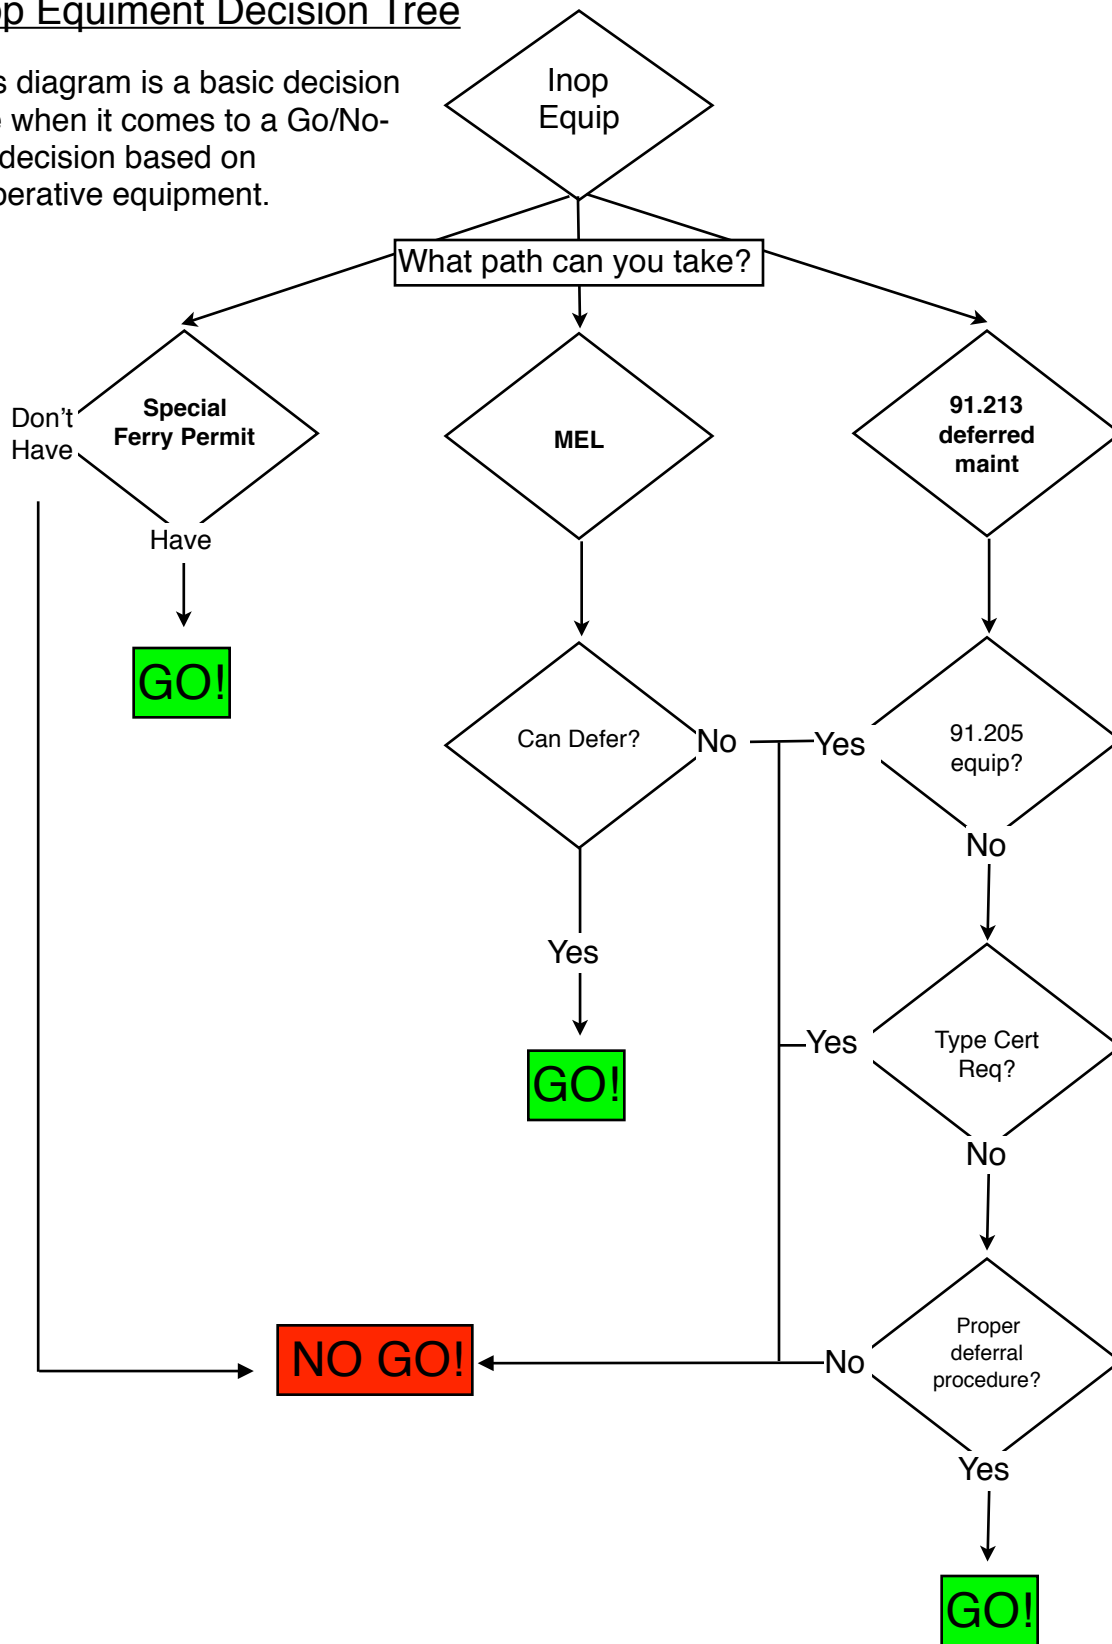 op Equiment Decision Tree
s diagram is a basic decision
e when it comes to a Go/No-
decision based on
perative equipment.
Inop
Equip
What path can you take?
Don't
Have
Special
Ferry Permit
Have
GO!
MEL
91.213
deferred
maint
Can Defer?
No
Yes
GO!
Yes
91.205
equip?
No
Yes
Type Cert
Req?
No
NO GO!
No
Proper
deferral
procedure?
Yes
GO!